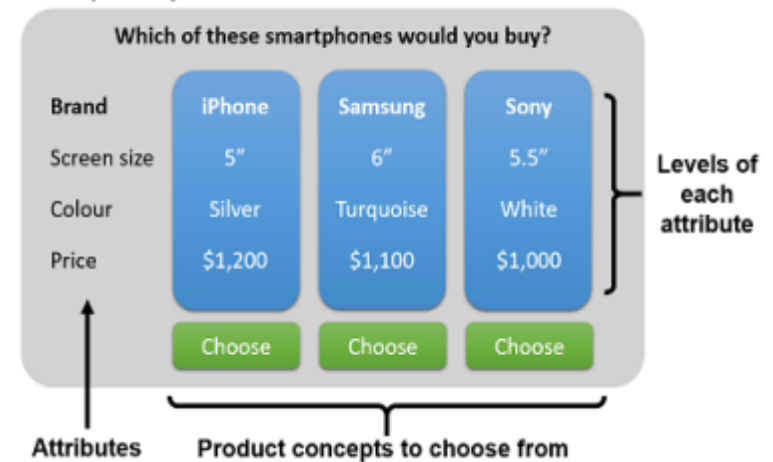 Which of these smartphones would you buy?
Brand iPhone Samsung Sony
Screen size 5” 6” 5.5”
Colour Silver Turquoise White
Price $1,200 $1,100 $1,000
Choose Choose Choose
Levels of
each
attribute
Attributes
Product concepts to choose from